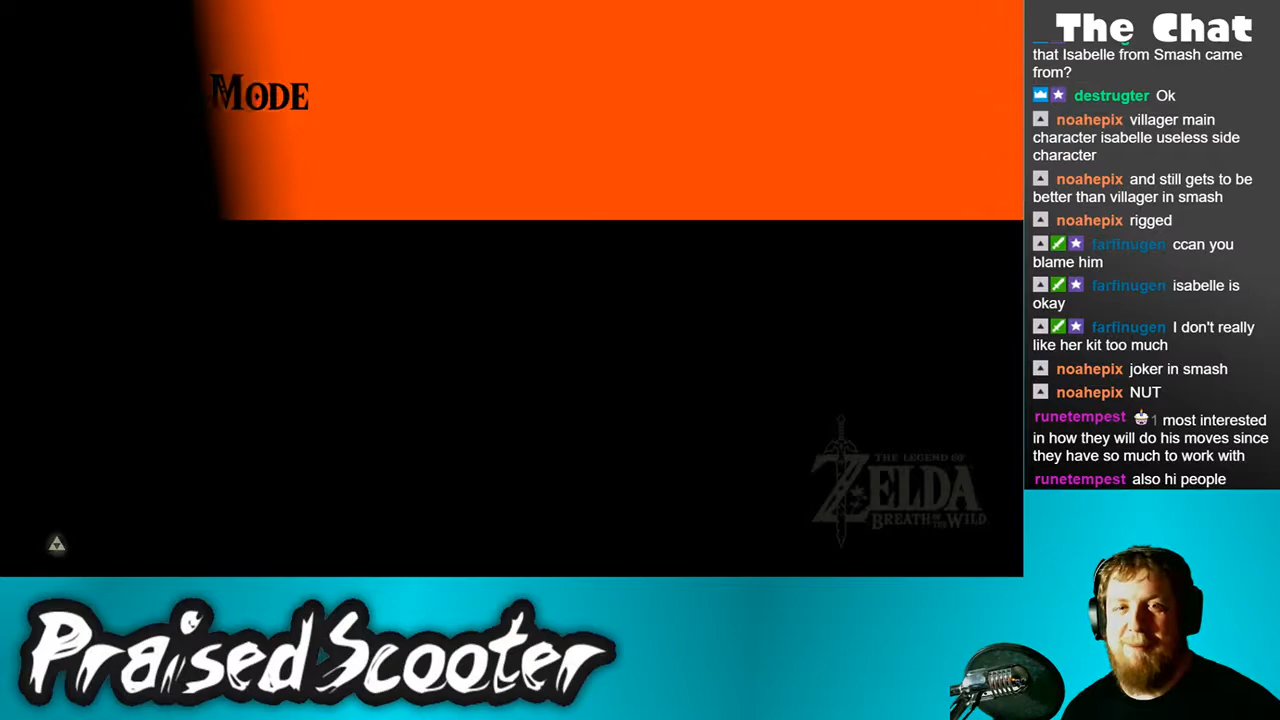 Mode
THE LEGEND OF
ZELDA
BREATH OF THE WILD
PraisedScooter
The Chat
that Isabelle from Smash came
from?
destrugter Ok
noahepix villager main
character isabelle useless side
character
noahepix and still gets to be
better than villager in smash
noahepix rigged
farfinugen ccan you
blame him
farfinugen isabelle is
okay
farfinugen I don't really
like her kit too much
noahepix joker in smash
noahepix NUT
runetempest 1 most interested
in how they will do his moves since
they have so much to work with
runetempest also hi people